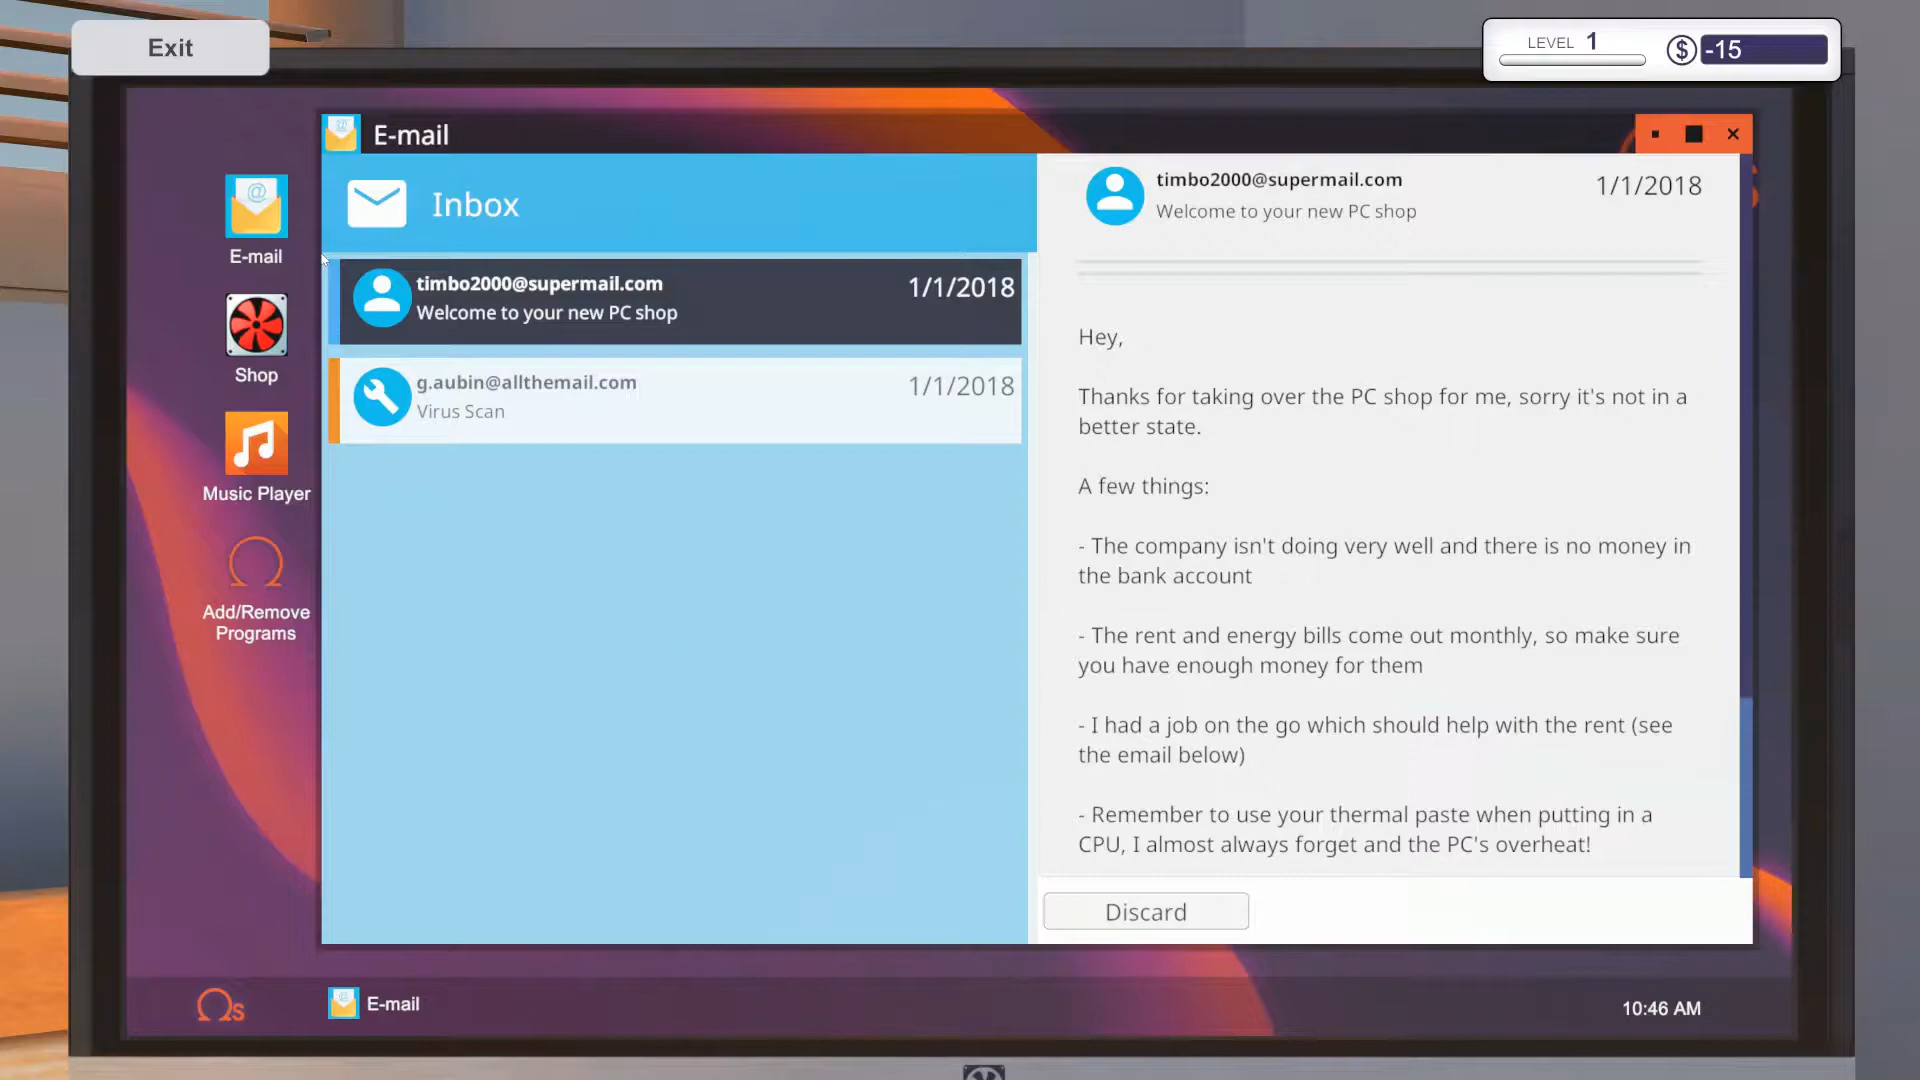 Exit
LEVEL 1
$ -15
E-mail
Inbox
timbo2000@supermail.com
1/1/2018
Welcome to your new PC shop
g.aubin@allthemail.com
1/1/2018
Virus Scan
timbo2000@supermail.com
1/1/2018
Welcome to your new PC shop
Hey,
Thanks for taking over the PC shop for me, sorry it's not in a
better state.
A few things:
- The company isn't doing very well and there is no money in
the bank account
- The rent and energy bills come out monthly, so make sure
you have enough money for them
- I had a job on the go which should help with the rent (see
the email below)
- Remember to use your thermal paste when putting in a
CPU, I almost always forget and the PC's overheat!
Discard
E-mail
Shop
Music Player
Add/Remove
Programs
Ωs
E-mail
10:46 AM